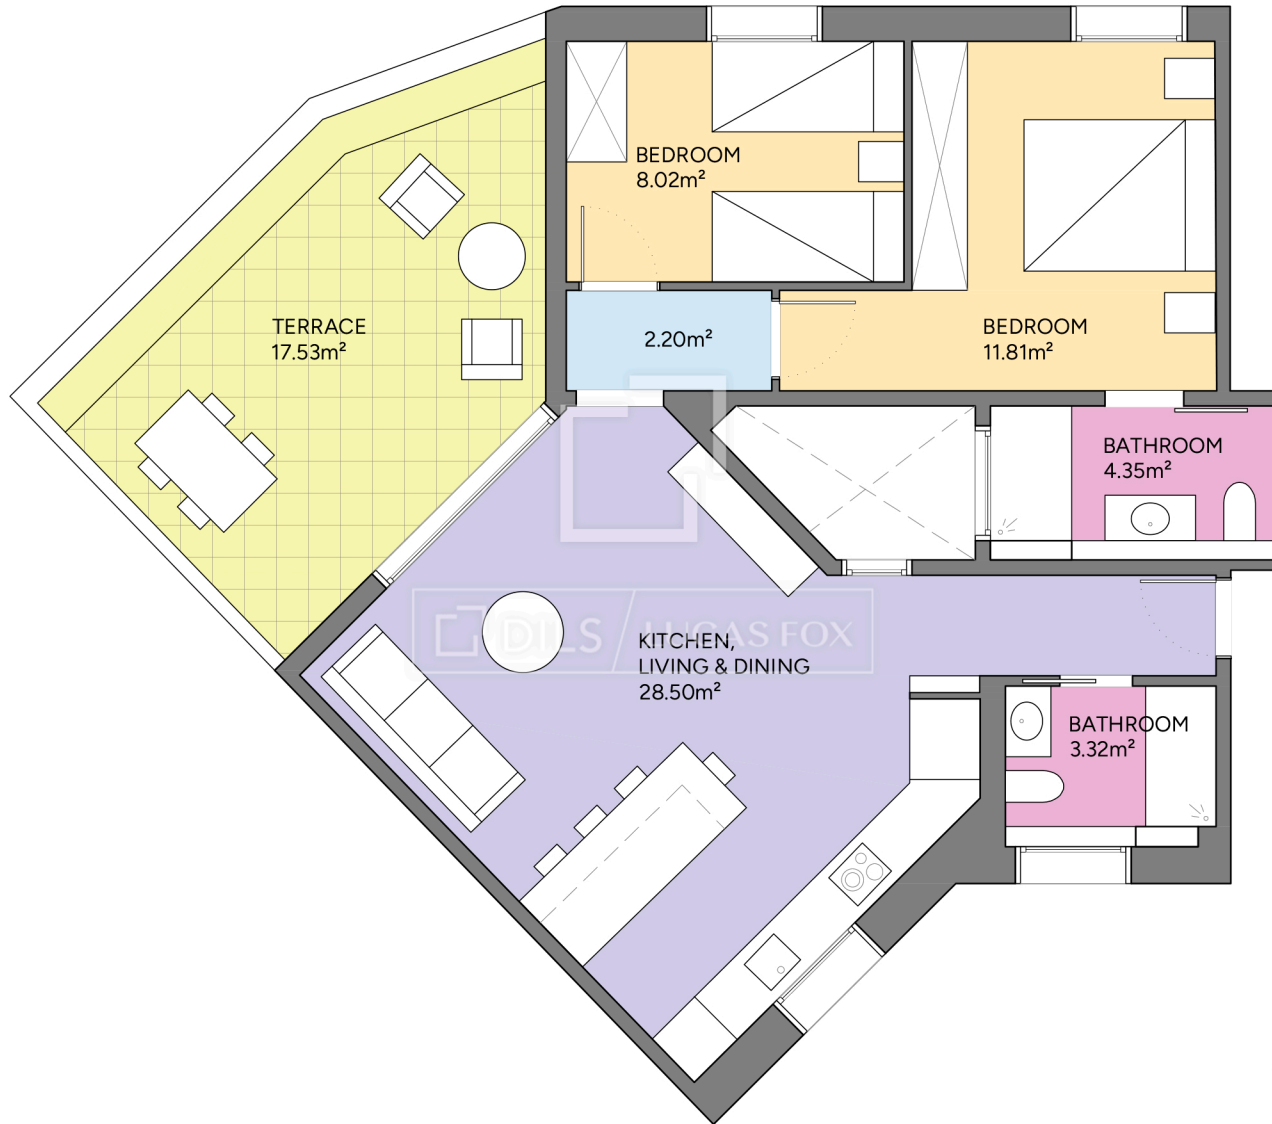 BEDROOM
8.02m²
TERRACE
17.53m²
2.20m²
BEDROOM
11.81m²
BATHROOM
4.35m²
DILS / LUCAS FOX
KITCHEN,
LIVING & DINING
28.50m²
BATHROOM
3.32m²